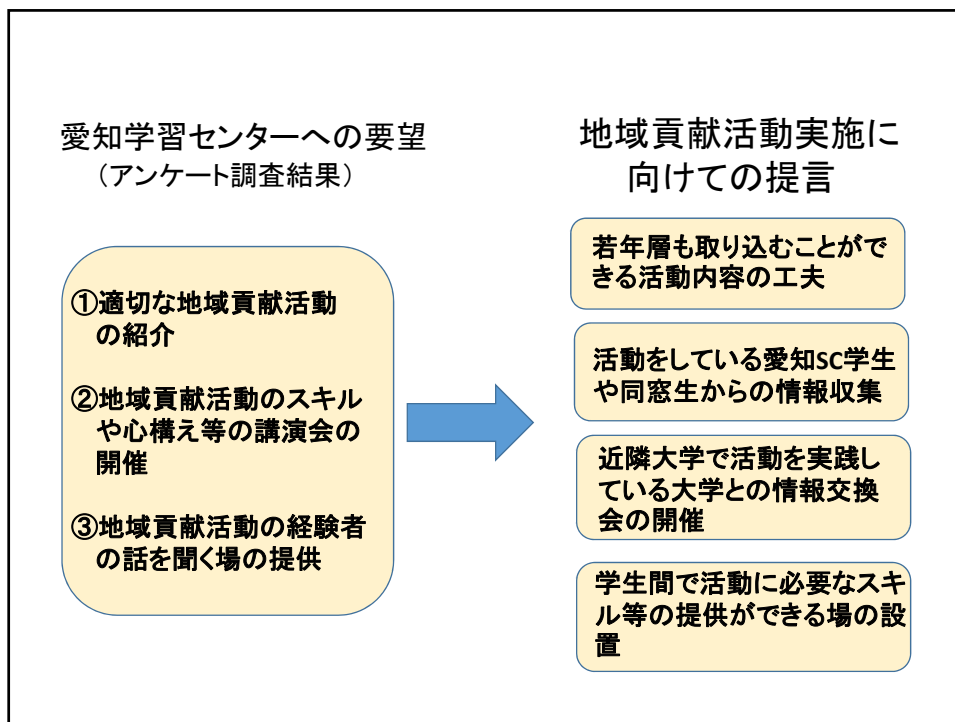 愛知学習センターへの要望
（アンケート調査結果）
①適切な地域貢献活動
の紹介
②地域貢献活動のスキル
や心構え等の講演会の
開催
③地域貢献活動の経験者
の話を聞く場の提供
地域貢献活動実施に
向けての提言
若年層も取り込むことがで
きる活動内容の工夫
活動をしている愛知SC学生
や同窓生からの情報収集
近隣大学で活動を実践し
ている大学との情報交換
会の開催
学生間で活動に必要なスキ
ル等の提供ができる場の設
置